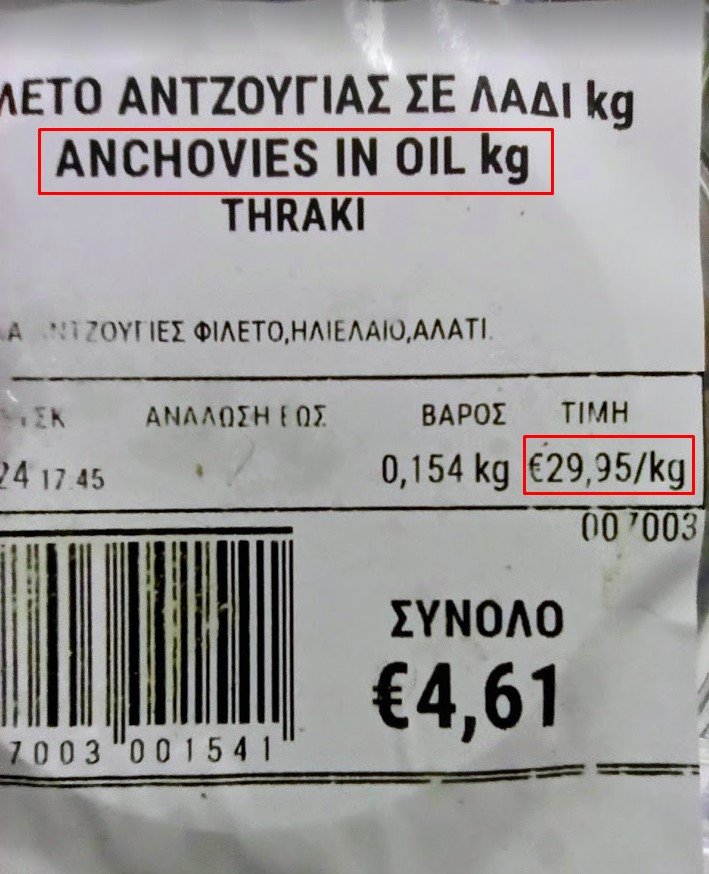 ΛΕΤΟ ΑΝΤΖΟΥΓΙΑΣ ΣΕ ΛΑΔΙ kg
ANCHOVIES IN OIL kg
THRAKI
ΑΝΤΖΟΥΓΙΕΣ ΦΙΛΕΤΟ,ΗΛΙΕΛΑΙΟ,ΑΛΑΤΙ.
ΑΝΑΛΩΣΗ ΕΩΣ ΒΑΡΟΣ ΤΙΜΗ
24 17.45 0,154 kg €29,95/kg
007003
ΣΥΝΟΛΟ
€4,61
7003 001541